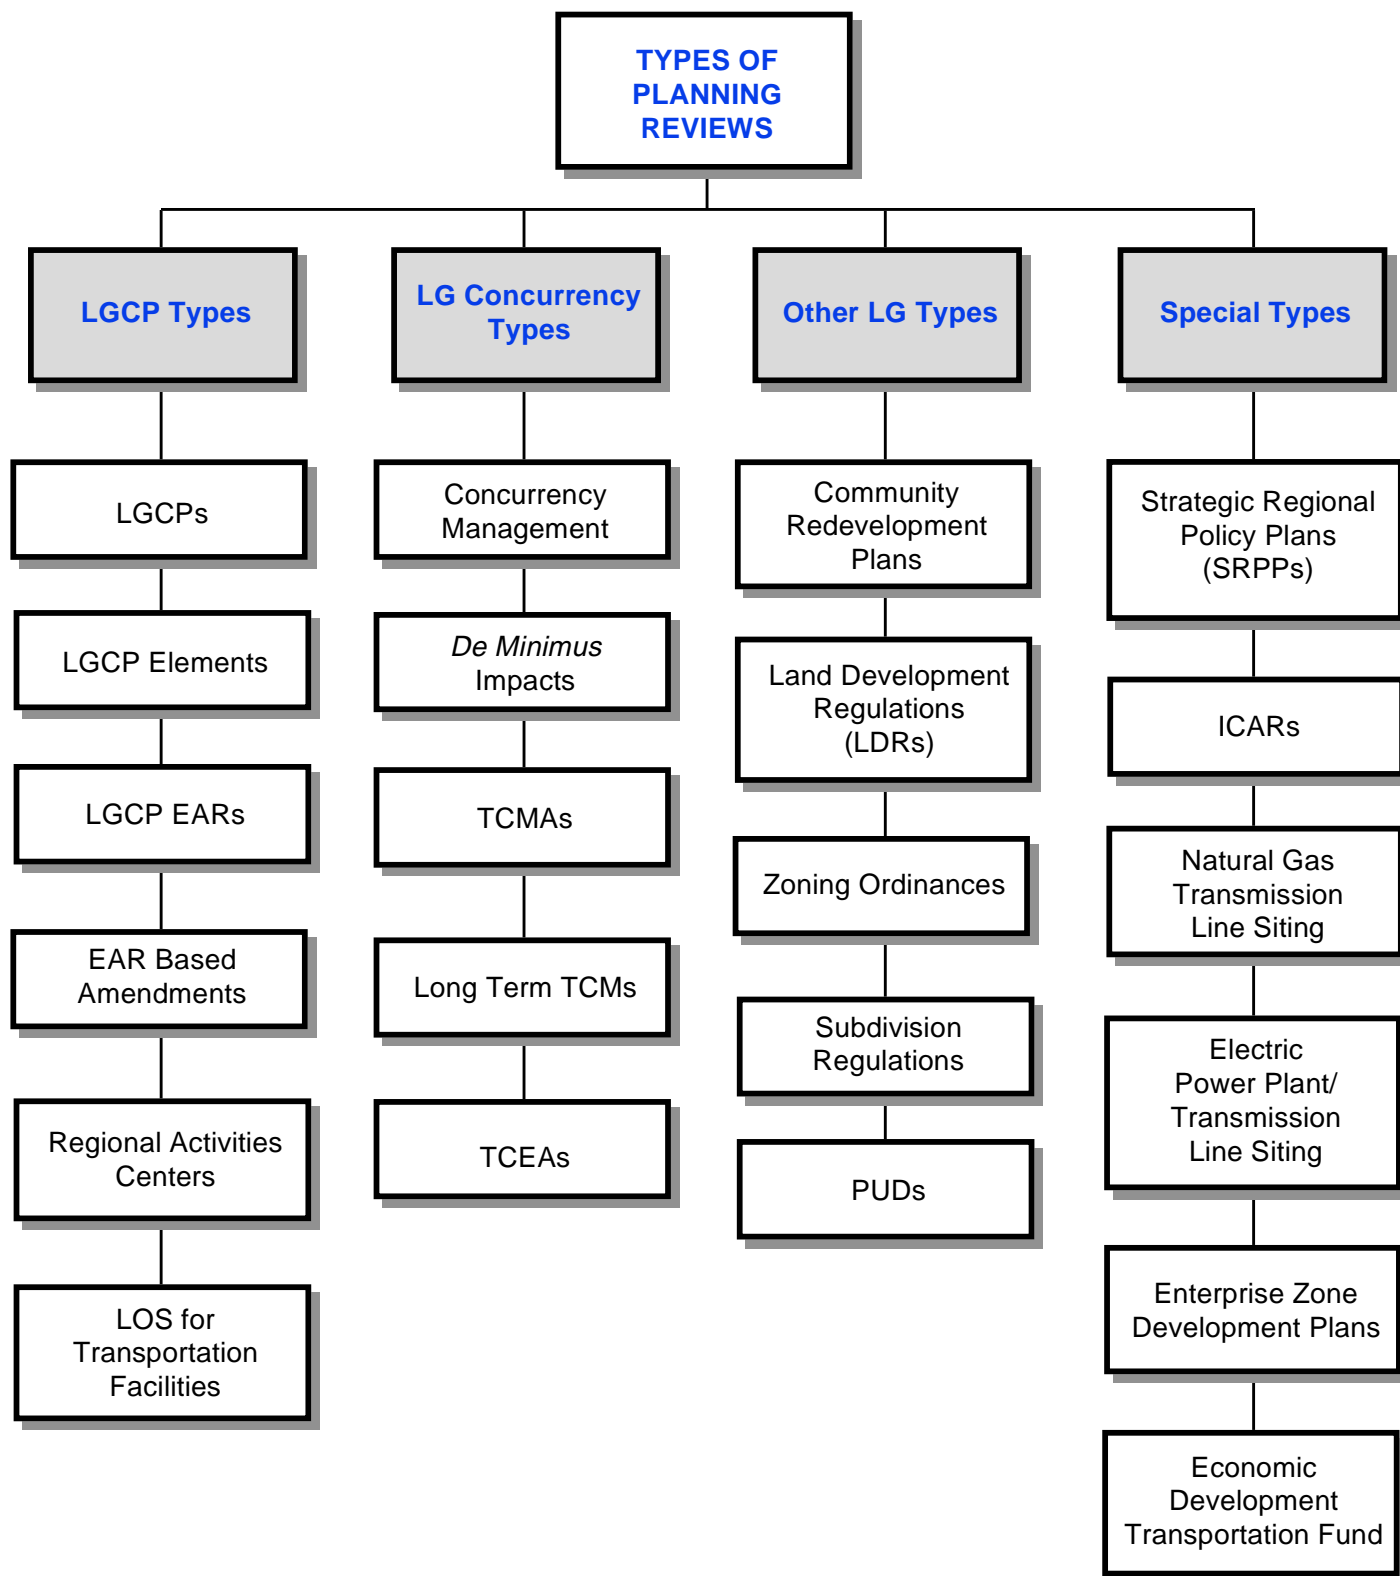 TYPES OF
PLANNING
REVIEWS
LGCP Types
LG Concurrency
Types
Other LG Types
Special Types
LGCPs
LGCP Elements
LGCP EARs
EAR Based
Amendments
Regional Activities
Centers
LOS for
Transportation
Facilities
Concurrency
Management
De Minimus
Impacts
TCMAs
Long Term TCMs
TCEAs
Community
Redevelopment
Plans
Land Development
Regulations
(LDRs)
Zoning Ordinances
Subdivision
Regulations
PUDs
Strategic Regional
Policy Plans
(SRPPs)
ICARs
Natural Gas
Transmission
Line Siting
Electric
Power Plant/
Transmission
Line Siting
Enterprise Zone
Development Plans
Economic
Development
Transportation Fund